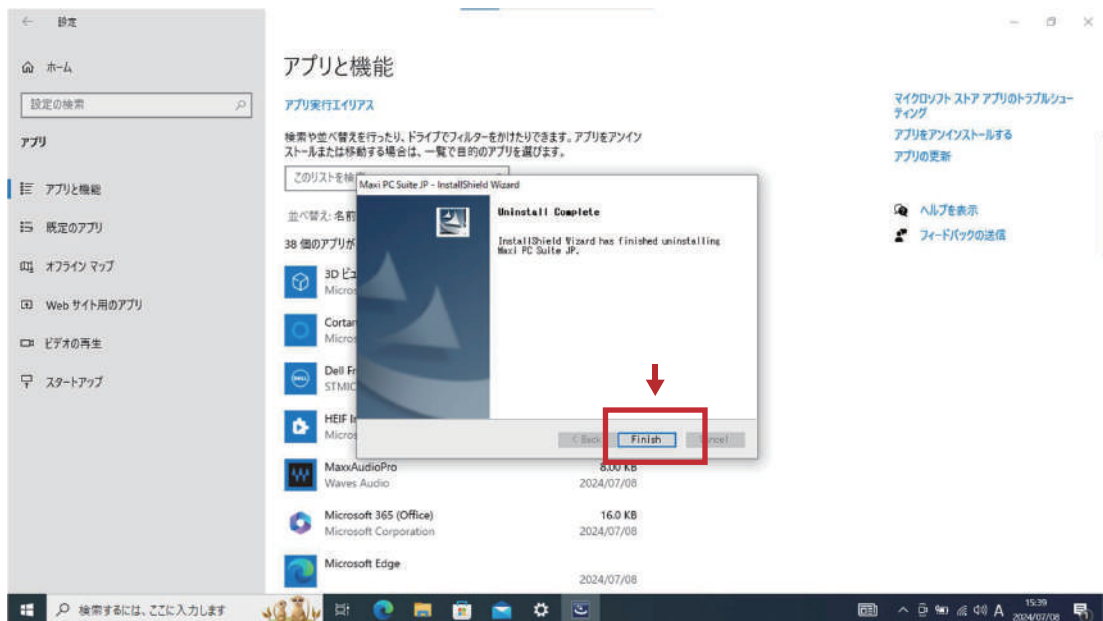 設定
ホーム
設定の検索
アプリ
アプリと機能
既定のアプリ
オフライン マップ
Web サイト用のアプリ
ビデオの再生
スタートアップ
アプリと機能
アプリ実行エイリアス
検索や並べ替えを行ったり、ドライブでフィルターをかけたりできます。アプリをアンイン
ストールまたは移動する場合は、一覧で目的のアプリを選びます。
このリストを検
並べ替え: 名前
38 個のアプリが
3D ビュ
Micros
Cortan
Micros
Dell Fr
STMIC
HEIF I
Micros
MaxxAudioPro
8.00 KB
Waves Audio
2024/07/08
Microsoft 365 (Office)
16.0 KB
Microsoft Corporation
2024/07/08
Microsoft Edge
2024/07/08
Maxi PC Suite JP - InstallShield Wizard
Uninstall Complete
InstallShield Wizard has finished uninstalling
Maxi PC Suite JP.
< Back
Finish
Cancel
マイクロソフト ストア アプリのトラブルシュー
ティング
アプリをアンインストールする
アプリの更新
ヘルプを表示
フィードバックの送信
検索するには、ここに入力します
A
15:39
2024/07/08